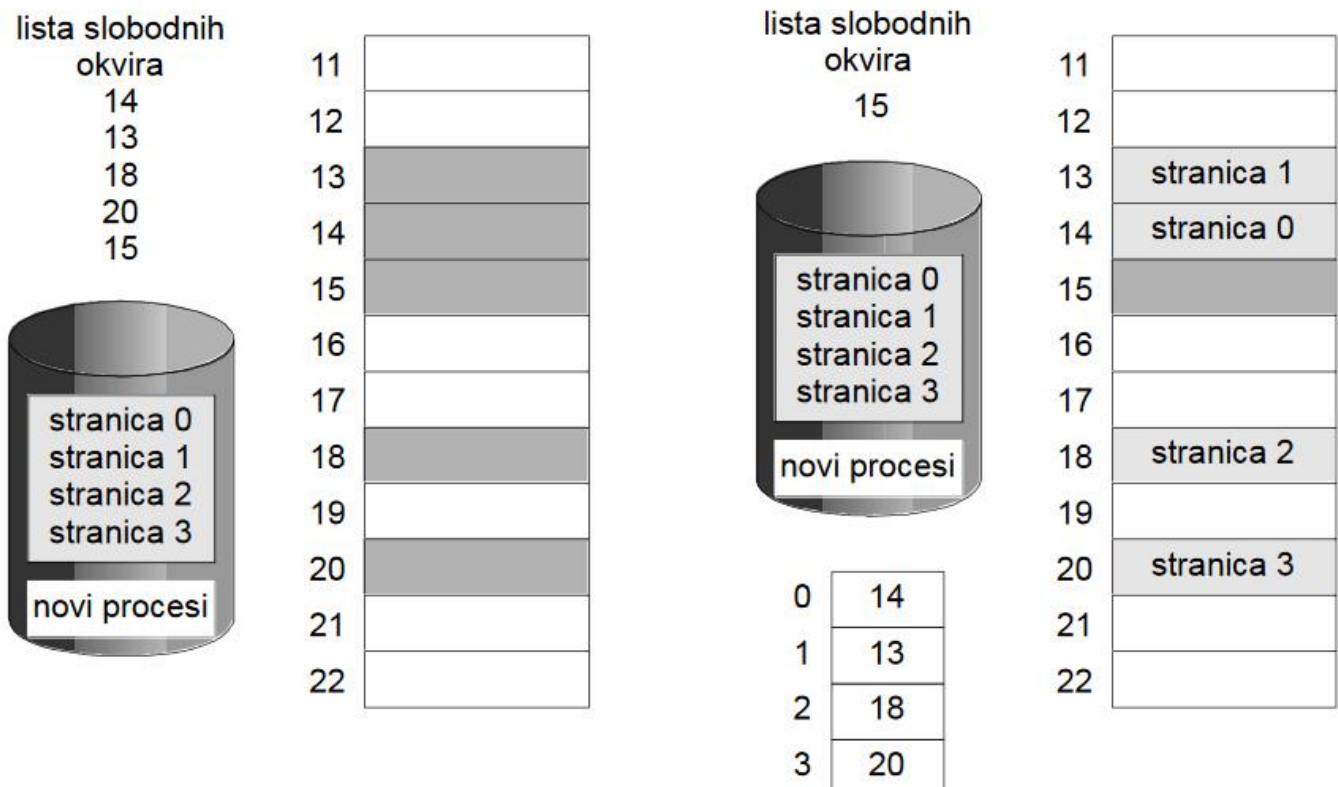 lista slobodnih
okvira
14
13
18
20
15
stranica 0
stranica 1
stranica 2
stranica 3
novi procesi
11
12
13
14
15
16
17
18
19
20
21
22
lista slobodnih
okvira
15
stranica 0
stranica 1
stranica 2
stranica 3
novi procesi
0 14
1 13
2 18
3 20
11
12
13 stranica 1
14 stranica 0
15
16
17
18 stranica 2
19
20 stranica 3
21
22